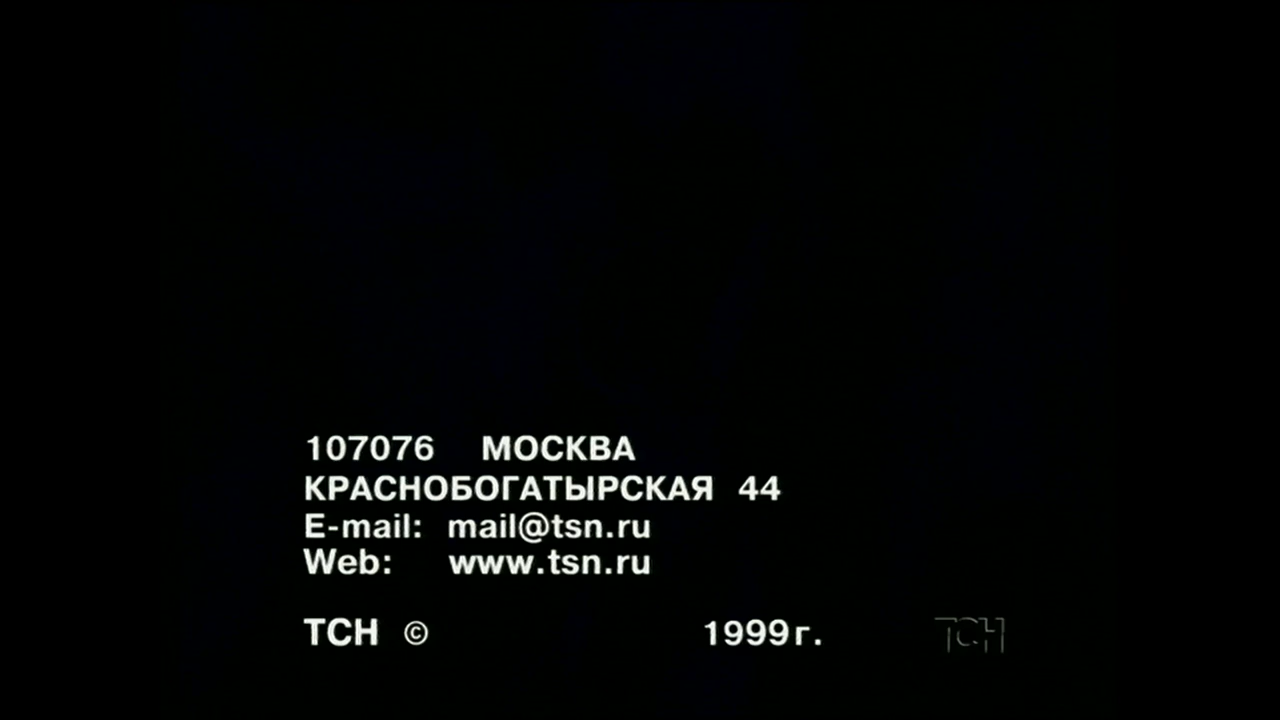 107076 МОСКВА
КРАСНОБОГАТЫРСКАЯ 44
E-mail: mail@tsn.ru
Web: www.tsn.ru
ТСН © 1999г.
ТСН